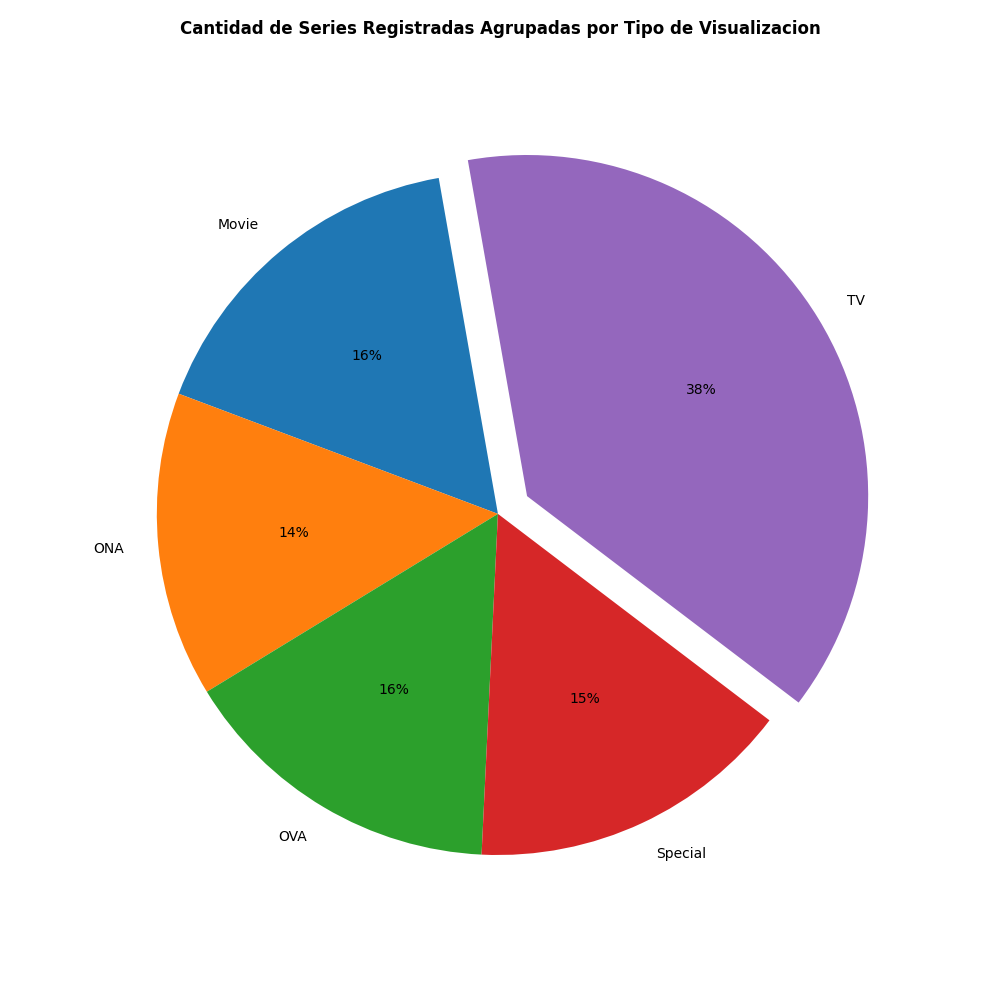 Cantidad de Series Registradas Agrupadas por Tipo de Visualizacion
Movie
TV
16%
38%
14%
ONA
16%
15%
OVA
Special